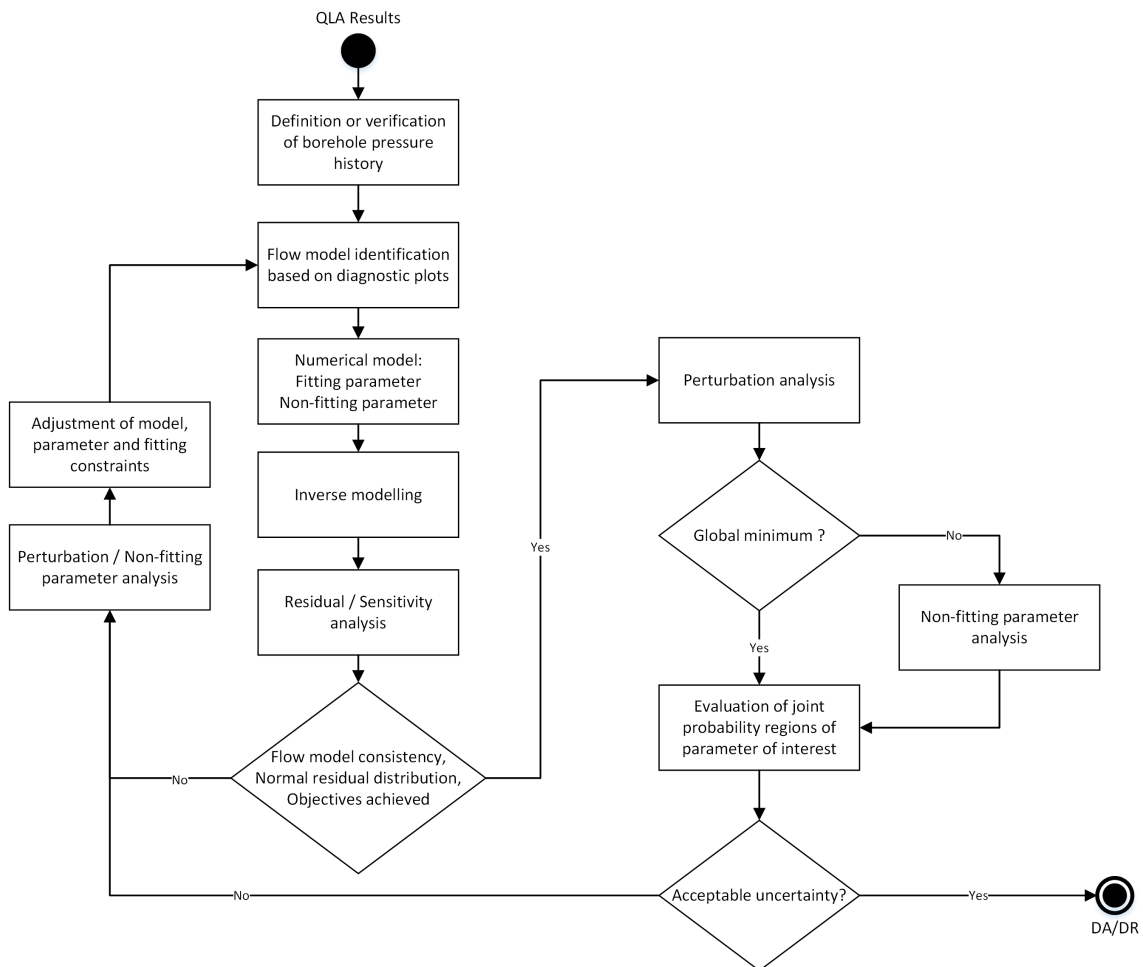 QLA Results
Definition or verification
of borehole pressure
history
Flow model identification
based on diagnostic plots
Numerical model:
Fitting parameter
Non-fitting parameter
Inverse modelling
Residual / Sensitivity
analysis
Flow model consistency,
Normal residual distribution,
Objectives achieved
No
Yes
Perturbation / Non-fitting
parameter analysis
Adjustment of model,
parameter and fitting
constraints
Perturbation analysis
Global minimum ?
No
Non-fitting parameter
analysis
Yes
Evaluation of joint
probability regions of
parameter of interest
Acceptable uncertainty?
No
Yes
DA/DR